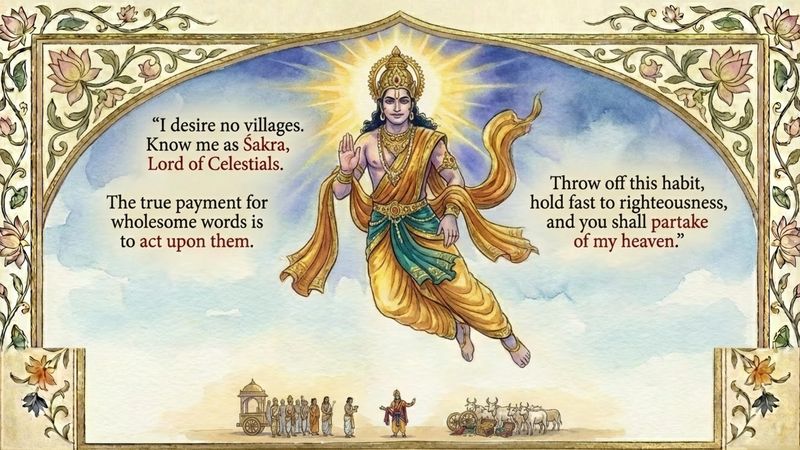 “I desire no villages.
Know me as Śakra,
Lord of Celestials.
The true payment for
wholesome words is
to act upon them.
Throw off this habit,
hold fast to righteousness,
and you shall partake
of my heaven.”